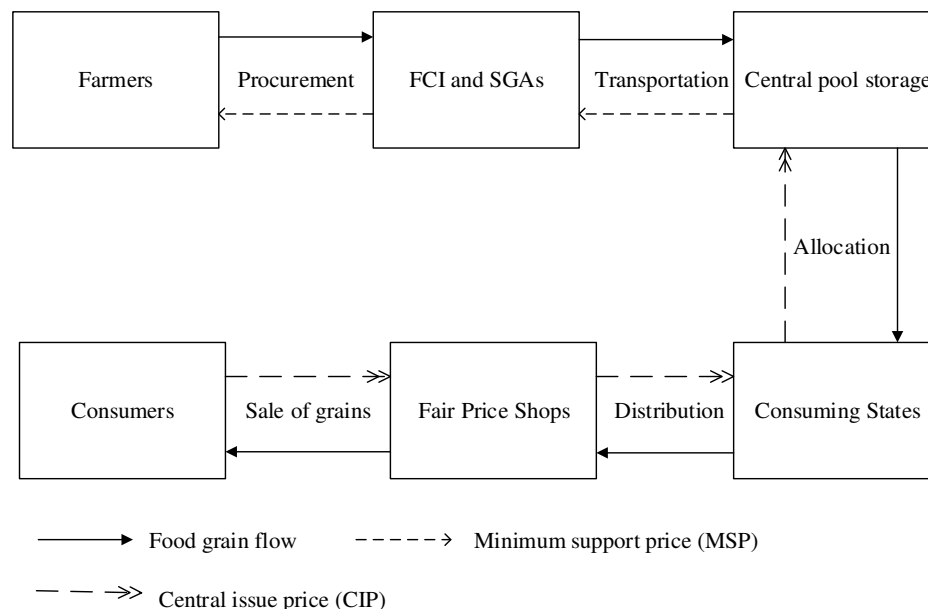 Farmers
Procurement
FCI and SGAs
Transportation
Central pool storage
Allocation
Consumers
Sale of grains
Fair Price Shops
Distribution
Consuming States
Food grain flow
Minimum support price (MSP)
Central issue price (CIP)